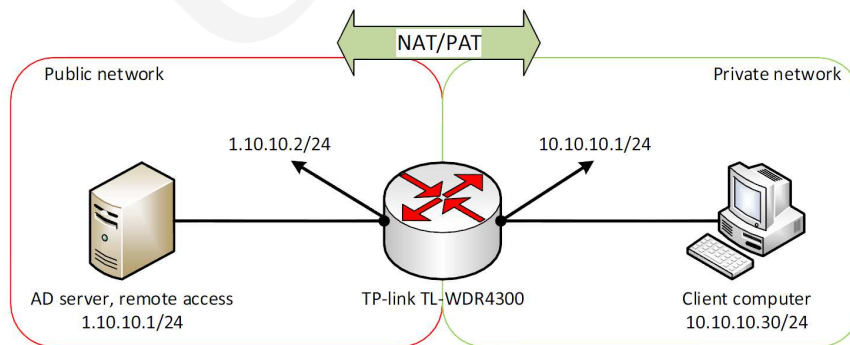 NAT/PAT
Public network
Private network
1.10.10.2/24
10.10.10.1/24
AD server, remote access
1.10.10.1/24
TP-link TL-WDR4300
Client computer
10.10.10.30/24